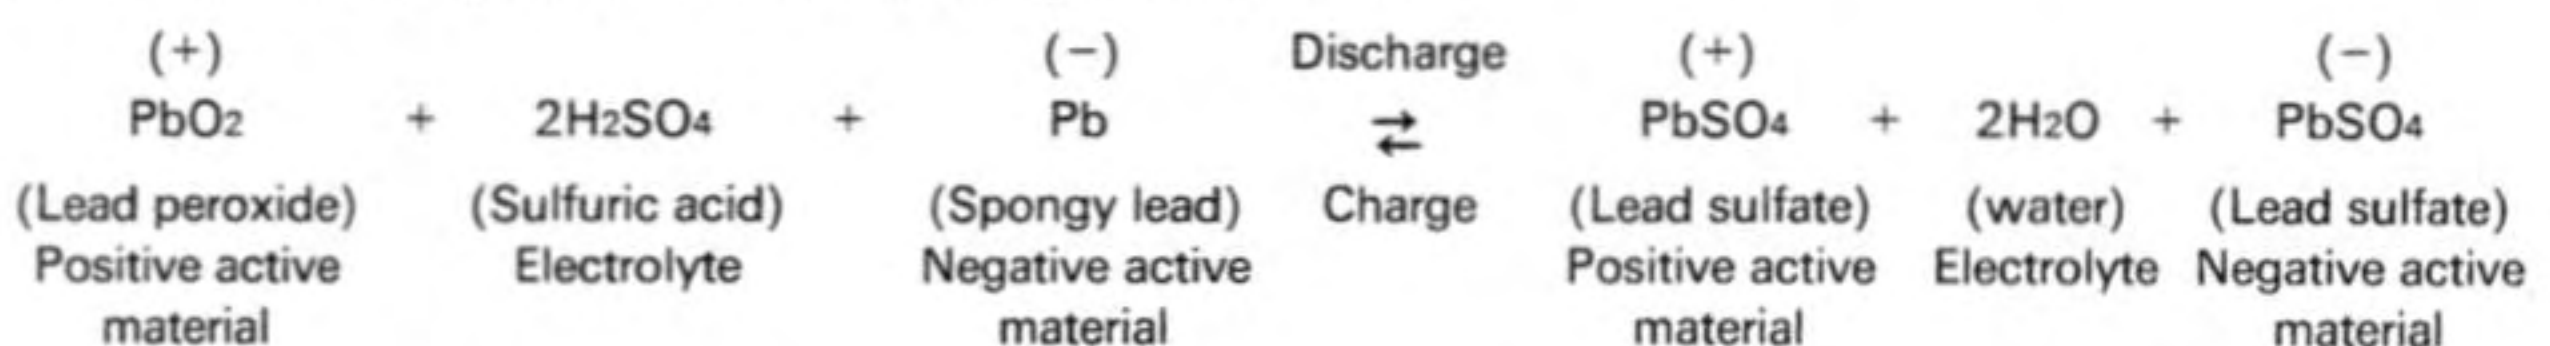 (+) (−) Discharge (+) (−)
PbO2 + 2H2SO4 + Pb ⇄ PbSO4 + 2H2O + PbSO4
(Lead peroxide) (Sulfuric acid) (Spongy lead) Charge (Lead sulfate) (water) (Lead sulfate)
Positive active Electrolyte Negative active Positive active Electrolyte Negative active
material material material material